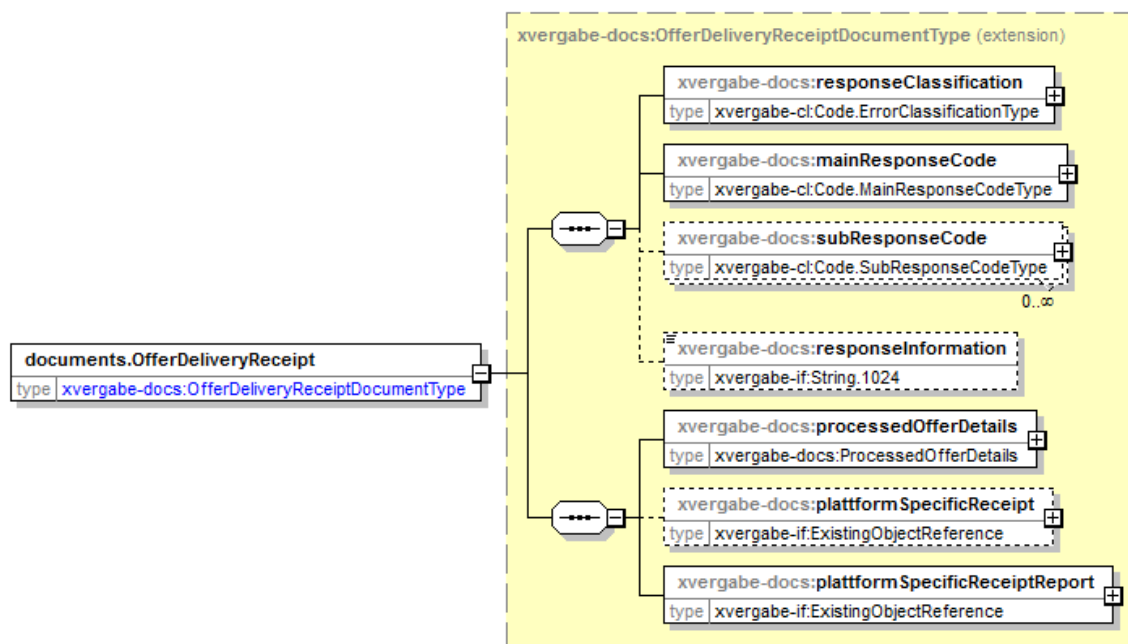 xvergabe-docs:OfferDeliveryReceiptDocumentType (extension)
xvergabe-docs:responseClassification
type xvergabe-cl:Code.ErrorClassificationType
xvergabe-docs:mainResponseCode
type xvergabe-cl:Code.MainResponseCodeType
xvergabe-docs:subResponseCode
type xvergabe-cl:Code.SubResponseCodeType
0..∞
xvergabe-docs:responseInformation
type xvergabe-if:String.1024
documents.OfferDeliveryReceipt
type xvergabe-docs:OfferDeliveryReceiptDocumentType
xvergabe-docs:processedOfferDetails
type xvergabe-docs:ProcessedOfferDetails
xvergabe-docs:plattformSpecificReceipt
type xvergabe-if:ExistingObjectReference
xvergabe-docs:plattformSpecificReceiptReport
type xvergabe-if:ExistingObjectReference